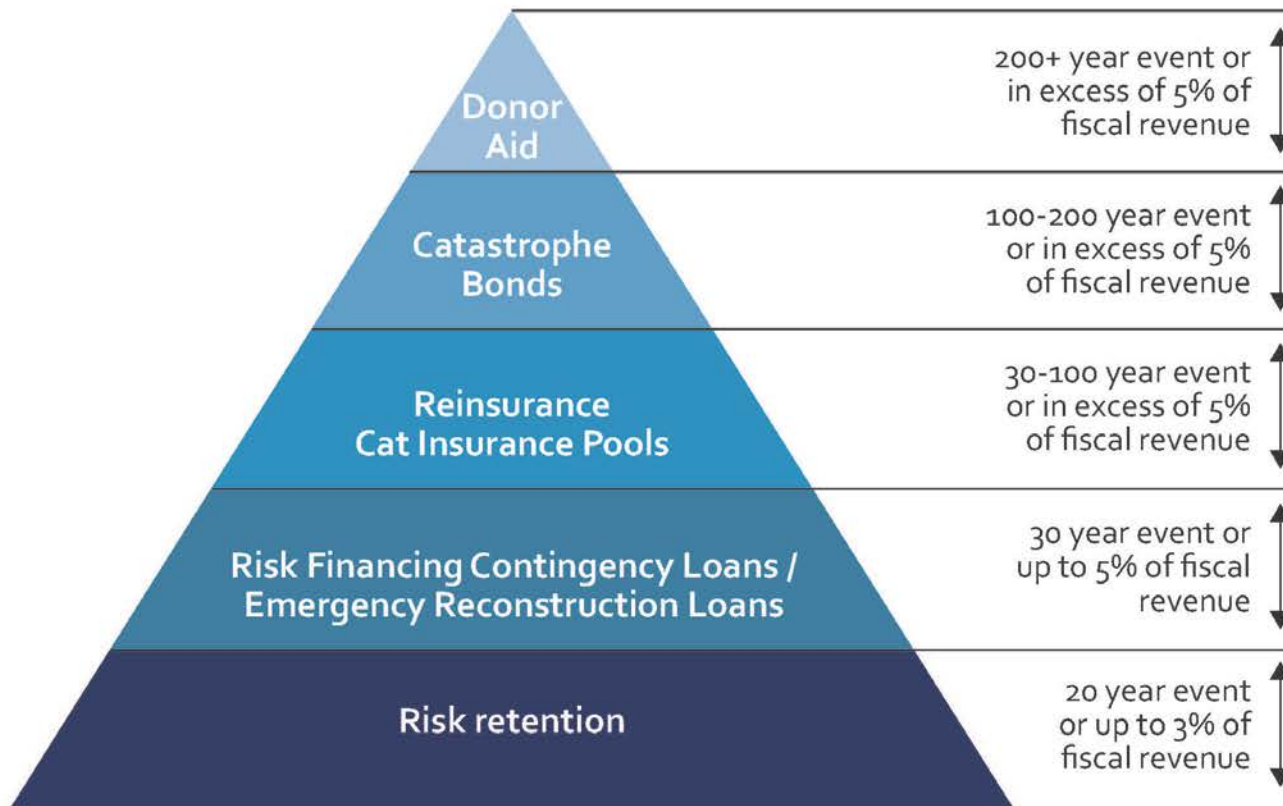 Donor
Aid
200+ year event or
in excess of 5% of
fiscal revenue
Catastrophe
Bonds
100-200 year event
or in excess of 5%
of fiscal revenue
Reinsurance
Cat Insurance Pools
30-100 year event
or in excess of 5%
of fiscal revenue
Risk Financing Contingency Loans /
Emergency Reconstruction Loans
30 year event or
up to 5% of fiscal
revenue
Risk retention
20 year event
or up to 3% of
fiscal revenue